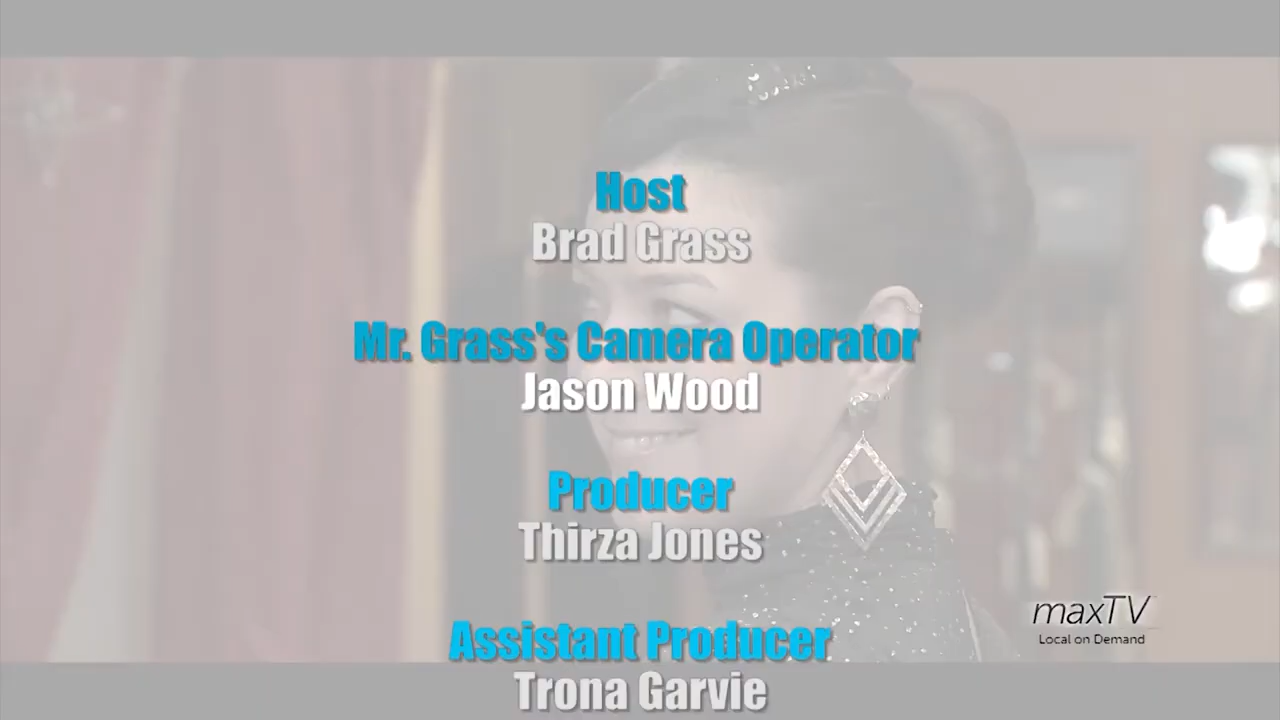 Host
Brad Grass
Mr. Grass's Camera Operator
Jason Wood
Producer
Thirza Jones
Assistant Producer
Trona Garvie
maxTV
Local on Demand